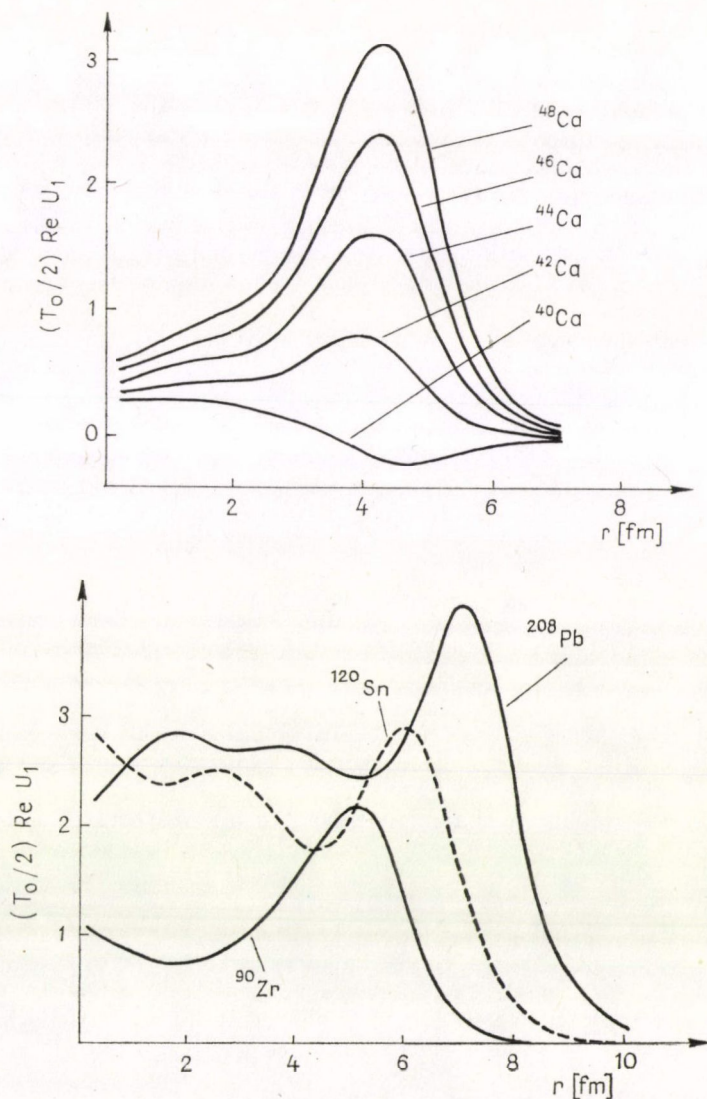 3
2
1
0
(T₀/2) Re U₁
⁴⁸Ca
⁴⁶Ca
⁴⁴Ca
⁴²Ca
⁴⁰Ca
2 4 6 8
r [fm]
3
2
1
(T₀/2) Re U₁
²⁰⁸Pb
¹²⁰Sn
⁹⁰Zr
2 4 6 8 10
r [fm]